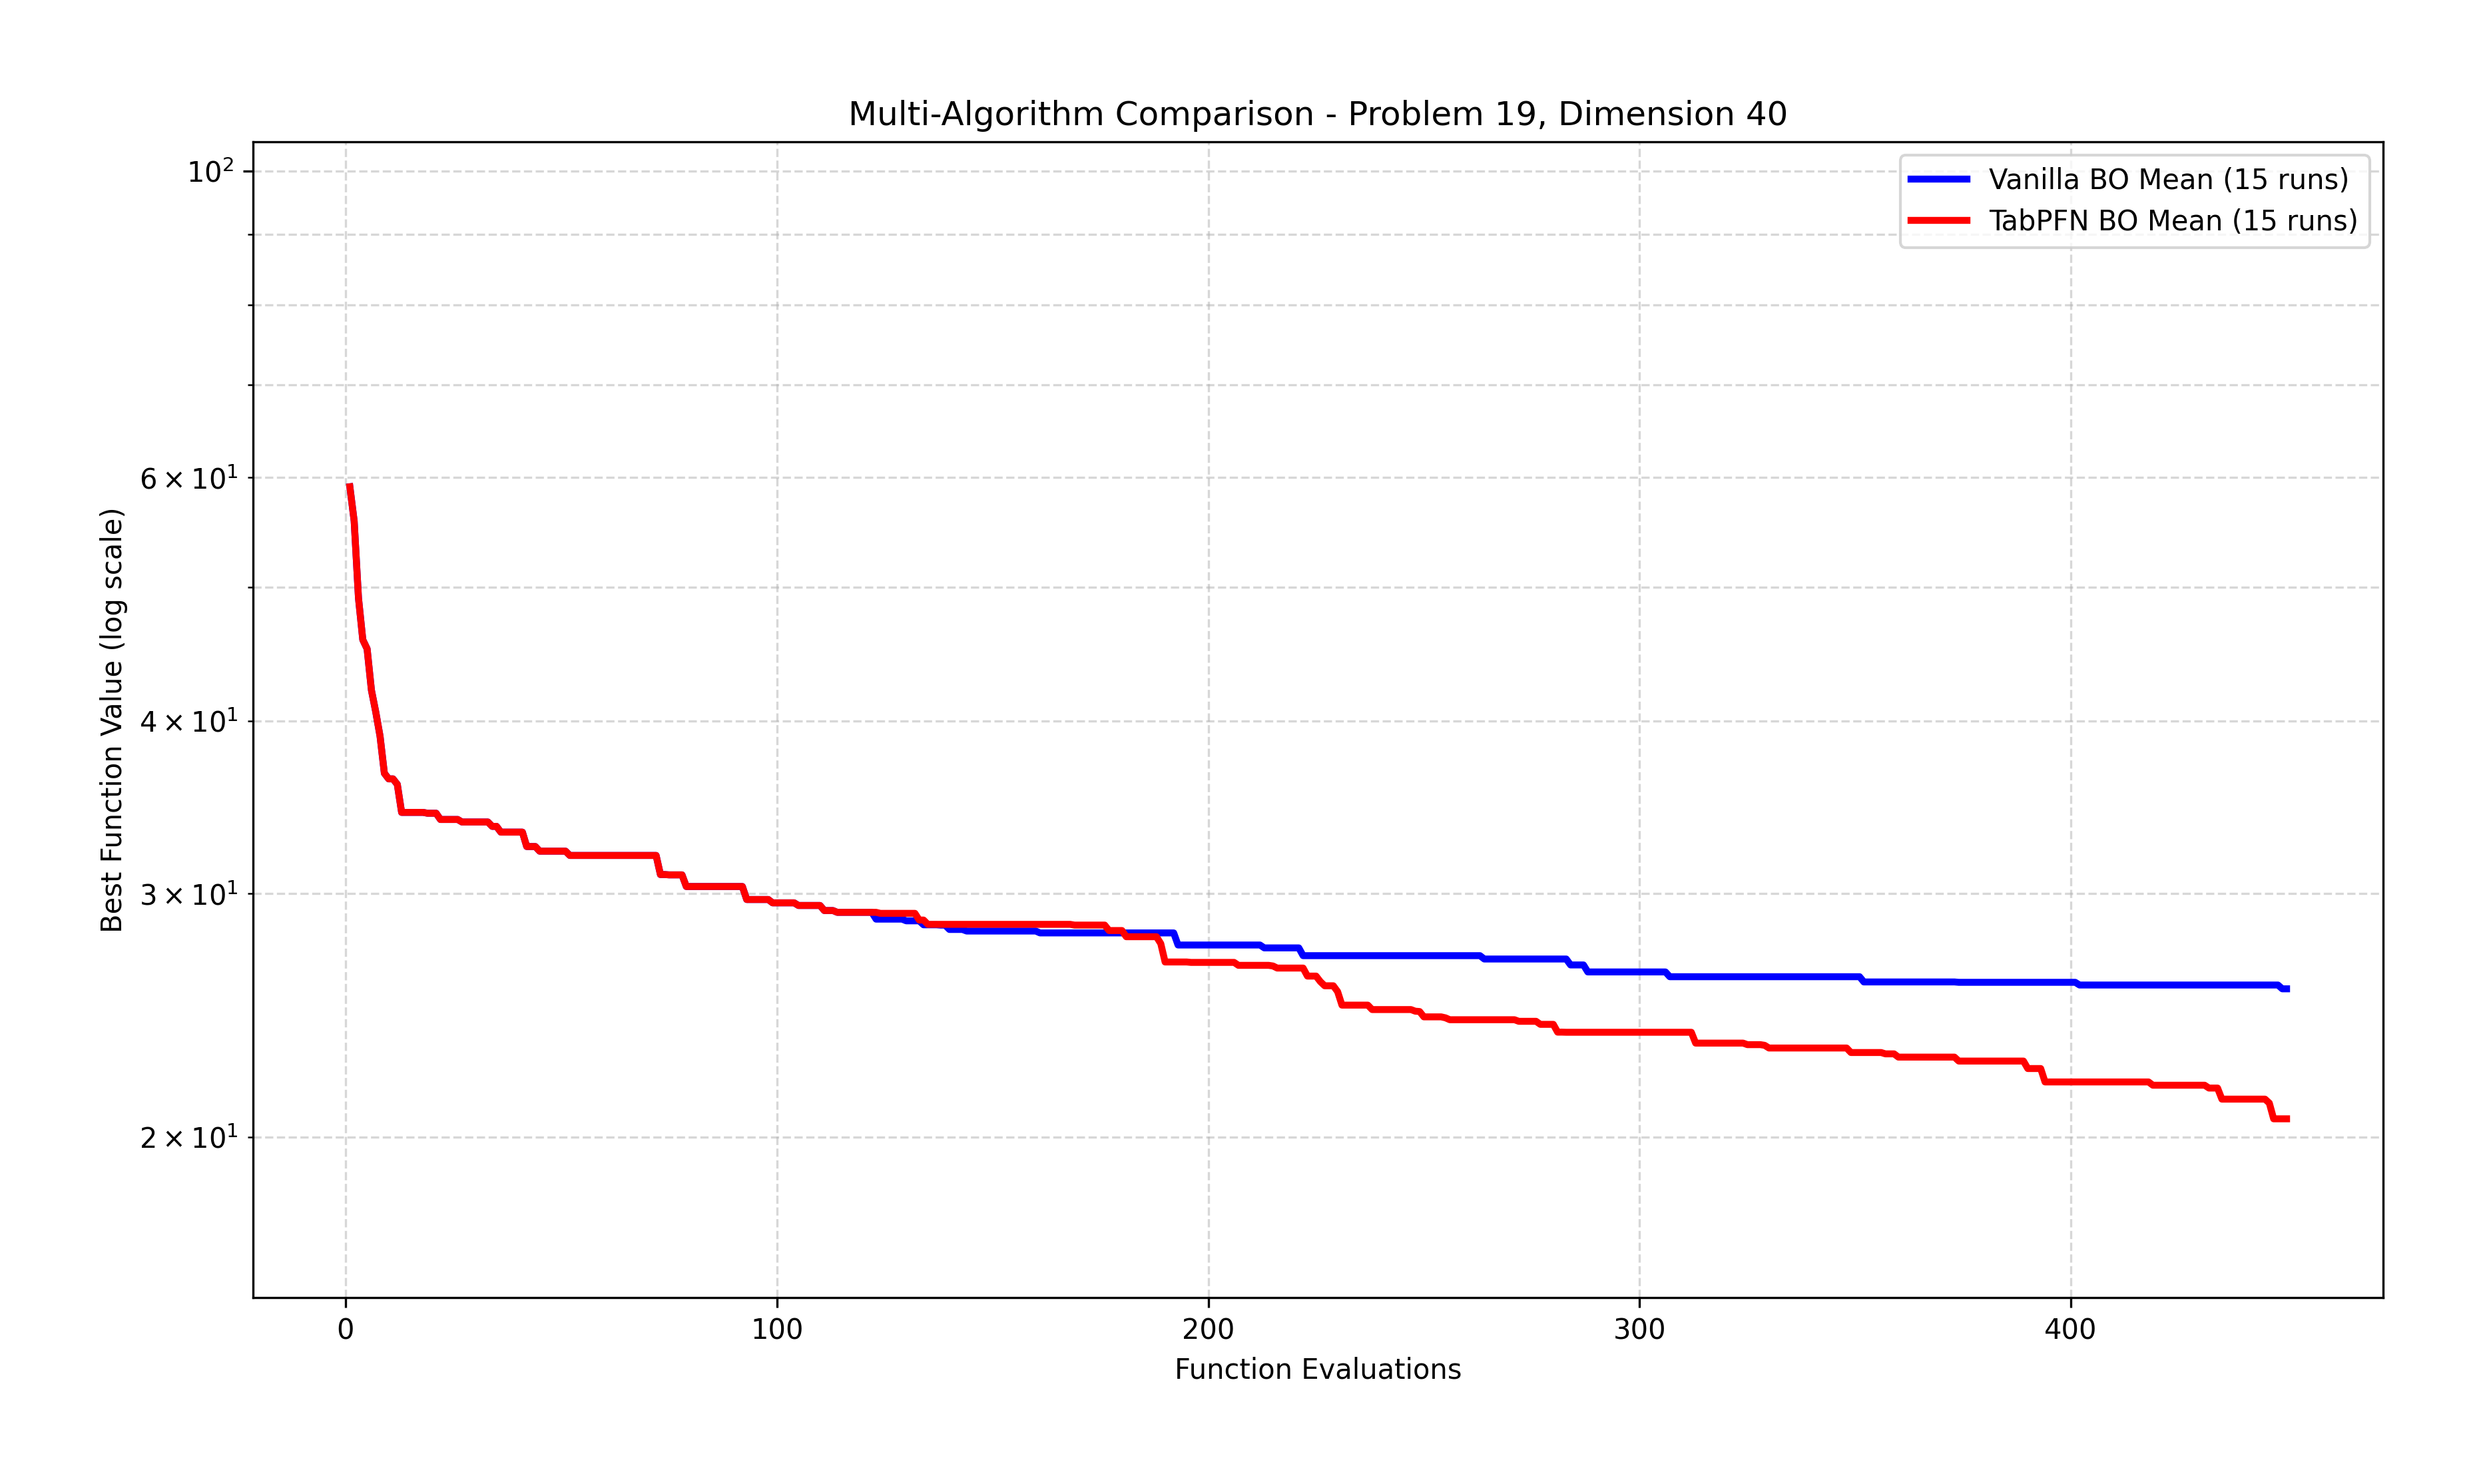 Multi-Algorithm Comparison - Problem 19, Dimension 40
Vanilla BO Mean (15 runs)
TabPFN BO Mean (15 runs)
Best Function Value (log scale)
10²
6 × 10¹
4 × 10¹
3 × 10¹
2 × 10¹
0 100 200 300 400
Function Evaluations